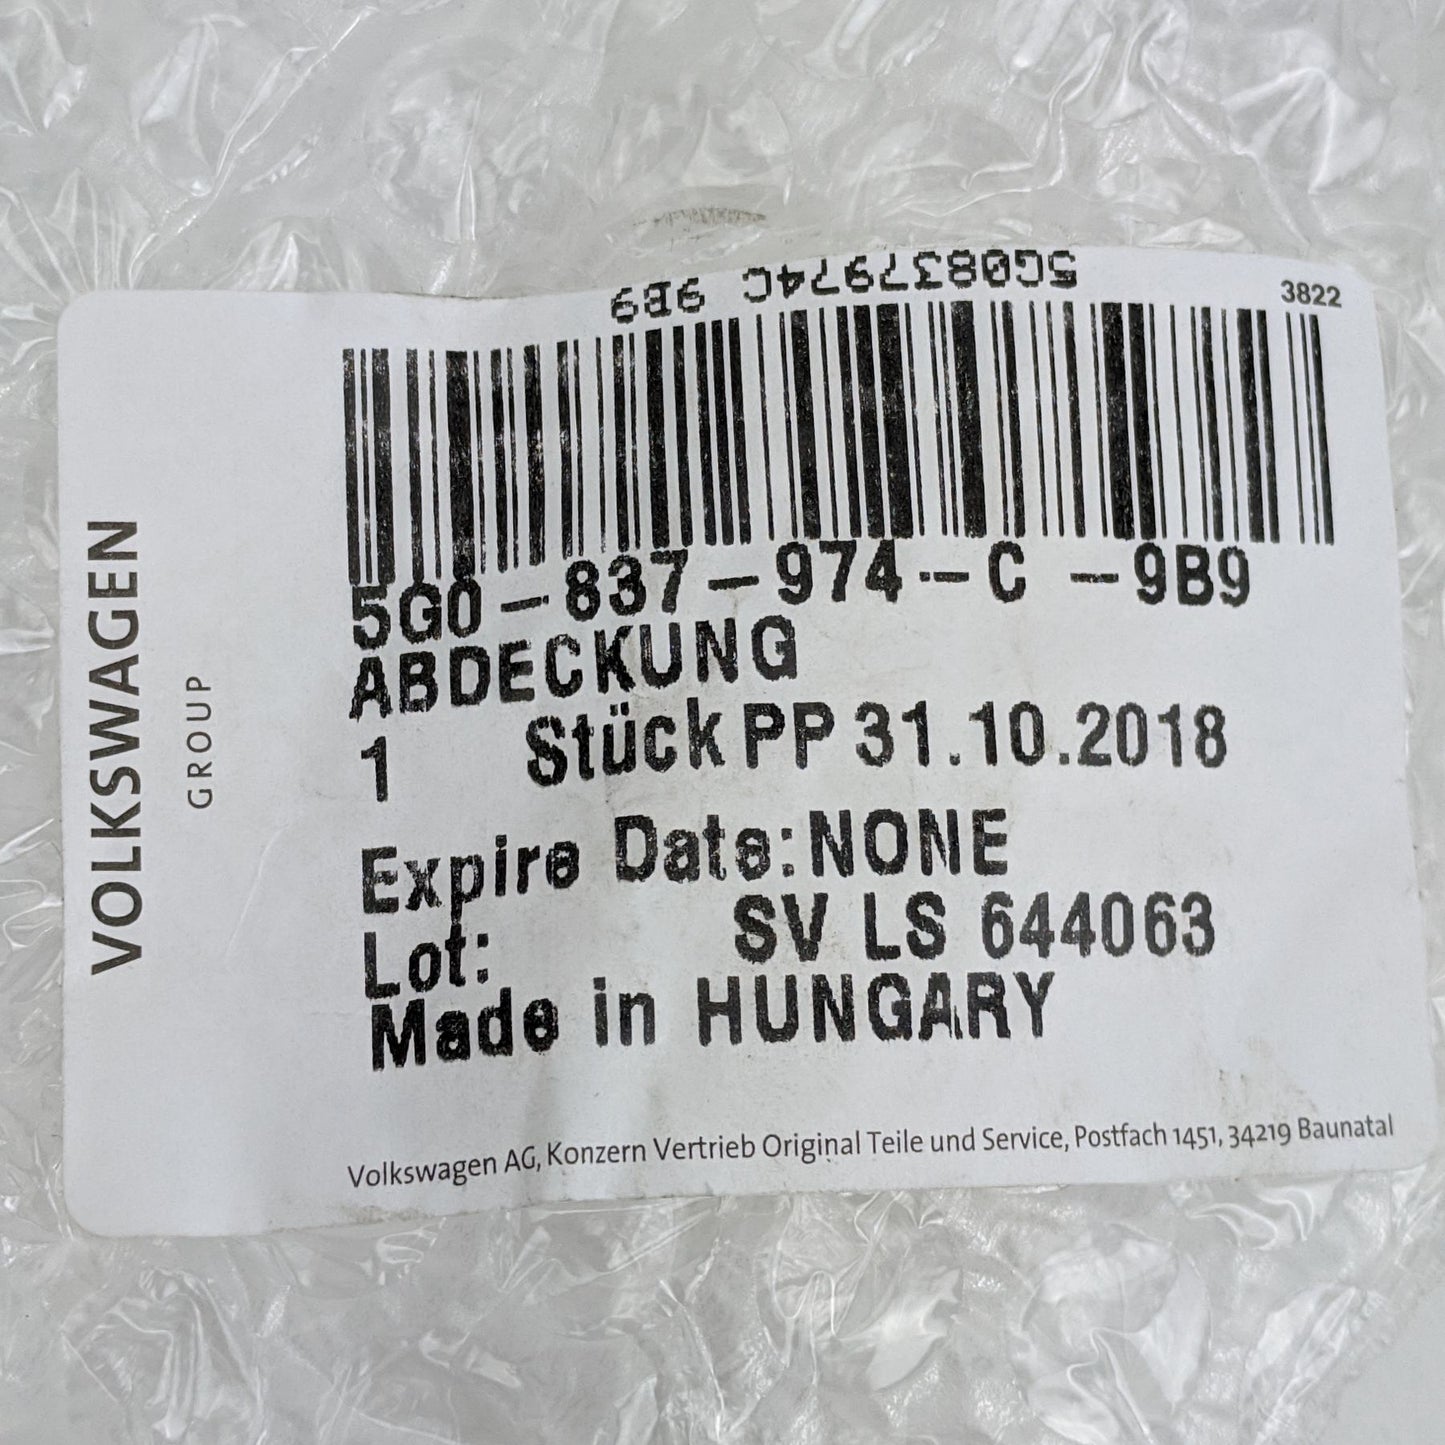 5G0837974C 9B9
3822
5G0-837-974--C -9B9
ABDECKUNG
1 Stück PP 31.10.2018
Expire Date:NONE
Lot: SV LS 644063
Made in HUNGARY
Volkswagen AG, Konzern Vertrieb Original Teile und Service, Postfach 1451, 34219 Baunatal
VOLKSWAGEN
GROUP